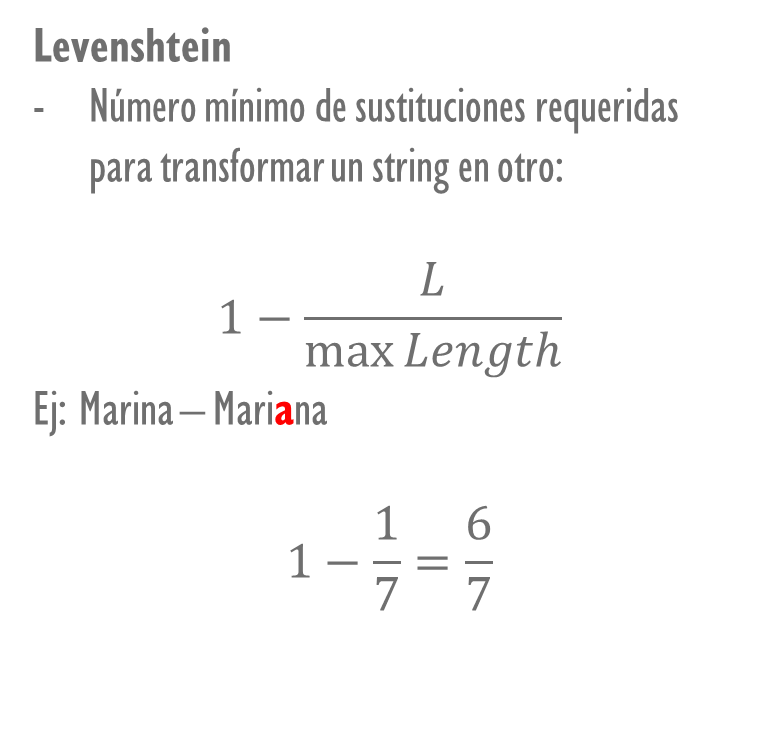 Levenshtein
- Número mínimo de sustituciones requeridas
para transformar un string en otro:
1 − L / max Length
Ej: Marina – Mariana
1 − 1/7 = 6/7